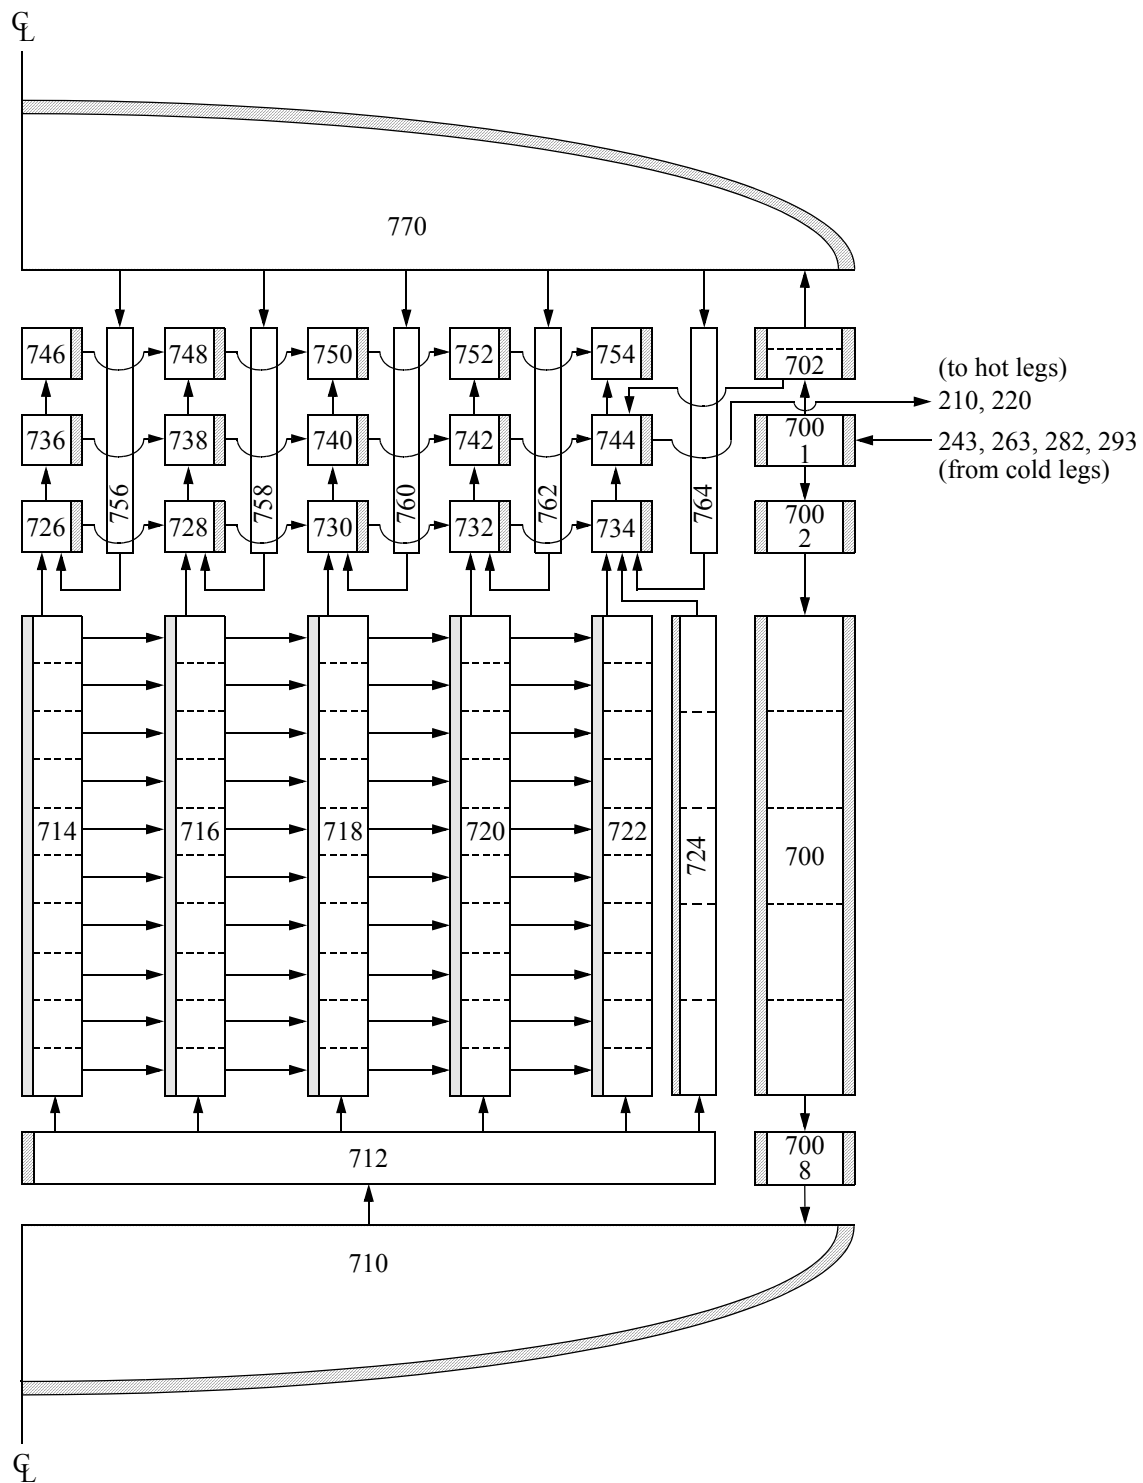 ℄
770
746 748 750 752 754 702
(to hot legs)
210, 220
736 738 740 742 744 700
1
243, 263, 282, 293
(from cold legs)
756 758 760 762 764
726 728 730 732 734 700
2
714 716 718 720 722 724 700
712 700
8
710
℄